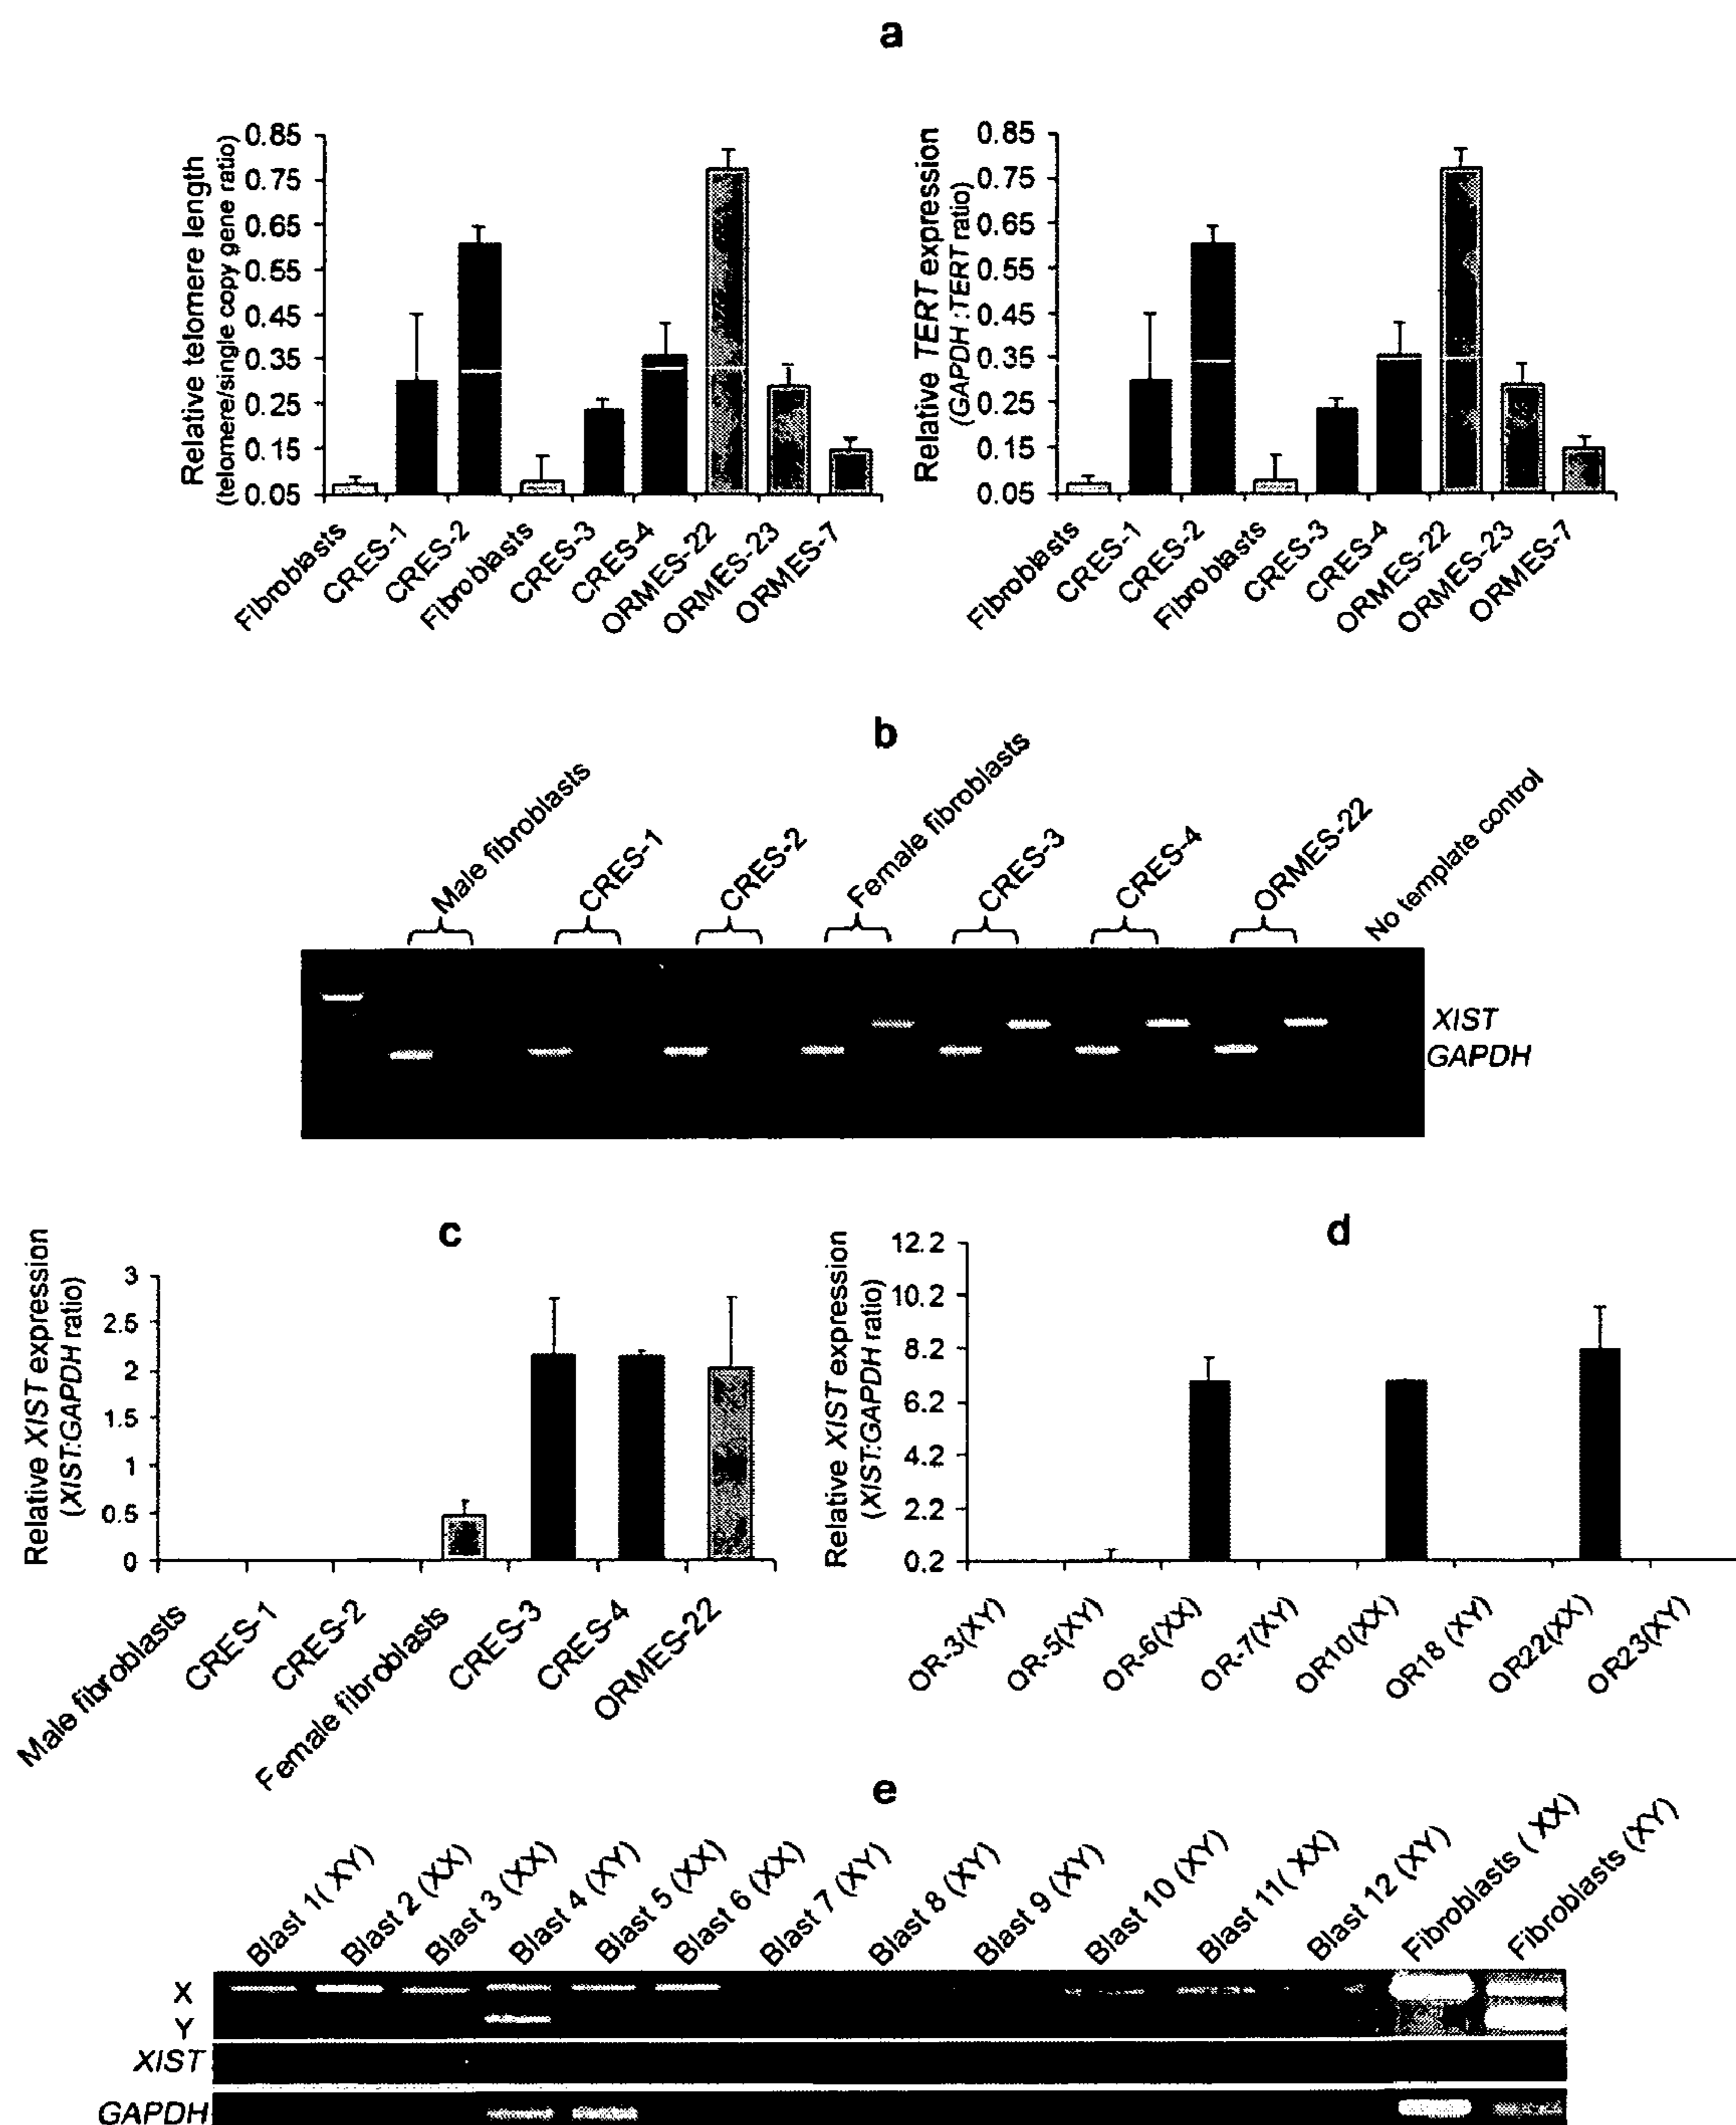 a
Relative telomere length
(telomere/single copy gene ratio)
0.85
0.75
0.65
0.55
0.45
0.35
0.25
0.15
0.05
Fibroblasts
CRES-1
CRES-2
Fibroblasts
CRES-3
CRES-4
ORMES-22
ORMES-23
ORMES-7
Relative TERT expression
(GAPDH :TERT ratio)
0.85
0.75
0.65
0.55
0.45
0.35
0.25
0.15
0.05
Fibroblasts
CRES-1
CRES-2
Fibroblasts
CRES-3
CRES-4
ORMES-22
ORMES-23
ORMES-7
b
Male fibroblasts
CRES-1
CRES-2
Female fibroblasts
CRES-3
CRES-4
ORMES-22
No template control
XIST
GAPDH
c
Relative XIST expression
(XIST:GAPDH ratio)
3
2.5
2
1.5
1
0.5
0
Male fibroblasts
CRES-1
CRES-2
Female fibroblasts
CRES-3
CRES-4
ORMES-22
d
Relative XIST expression
(XIST:GAPDH ratio)
12.2
10.2
8.2
6.2
4.2
2.2
0.2
OR-3(XY)
OR-5(XY)
OR-6(XX)
OR-7(XY)
OR10(XX)
OR18 (XY)
OR22(XX)
OR23(XY)
e
Blast 1( XY)
Blast 2 (XX)
Blast 3 (XX)
Blast 4 (XY)
Blast 5 (XX)
Blast 6 (XX)
Blast 7 (XY)
Blast 8 (XY)
Blast 9 (XY)
Blast 10 (XY)
Blast 11( XX)
Blast 12 (XY)
Fibroblasts ( XX)
Fibroblasts (XY)
X
Y
XIST
GAPDH